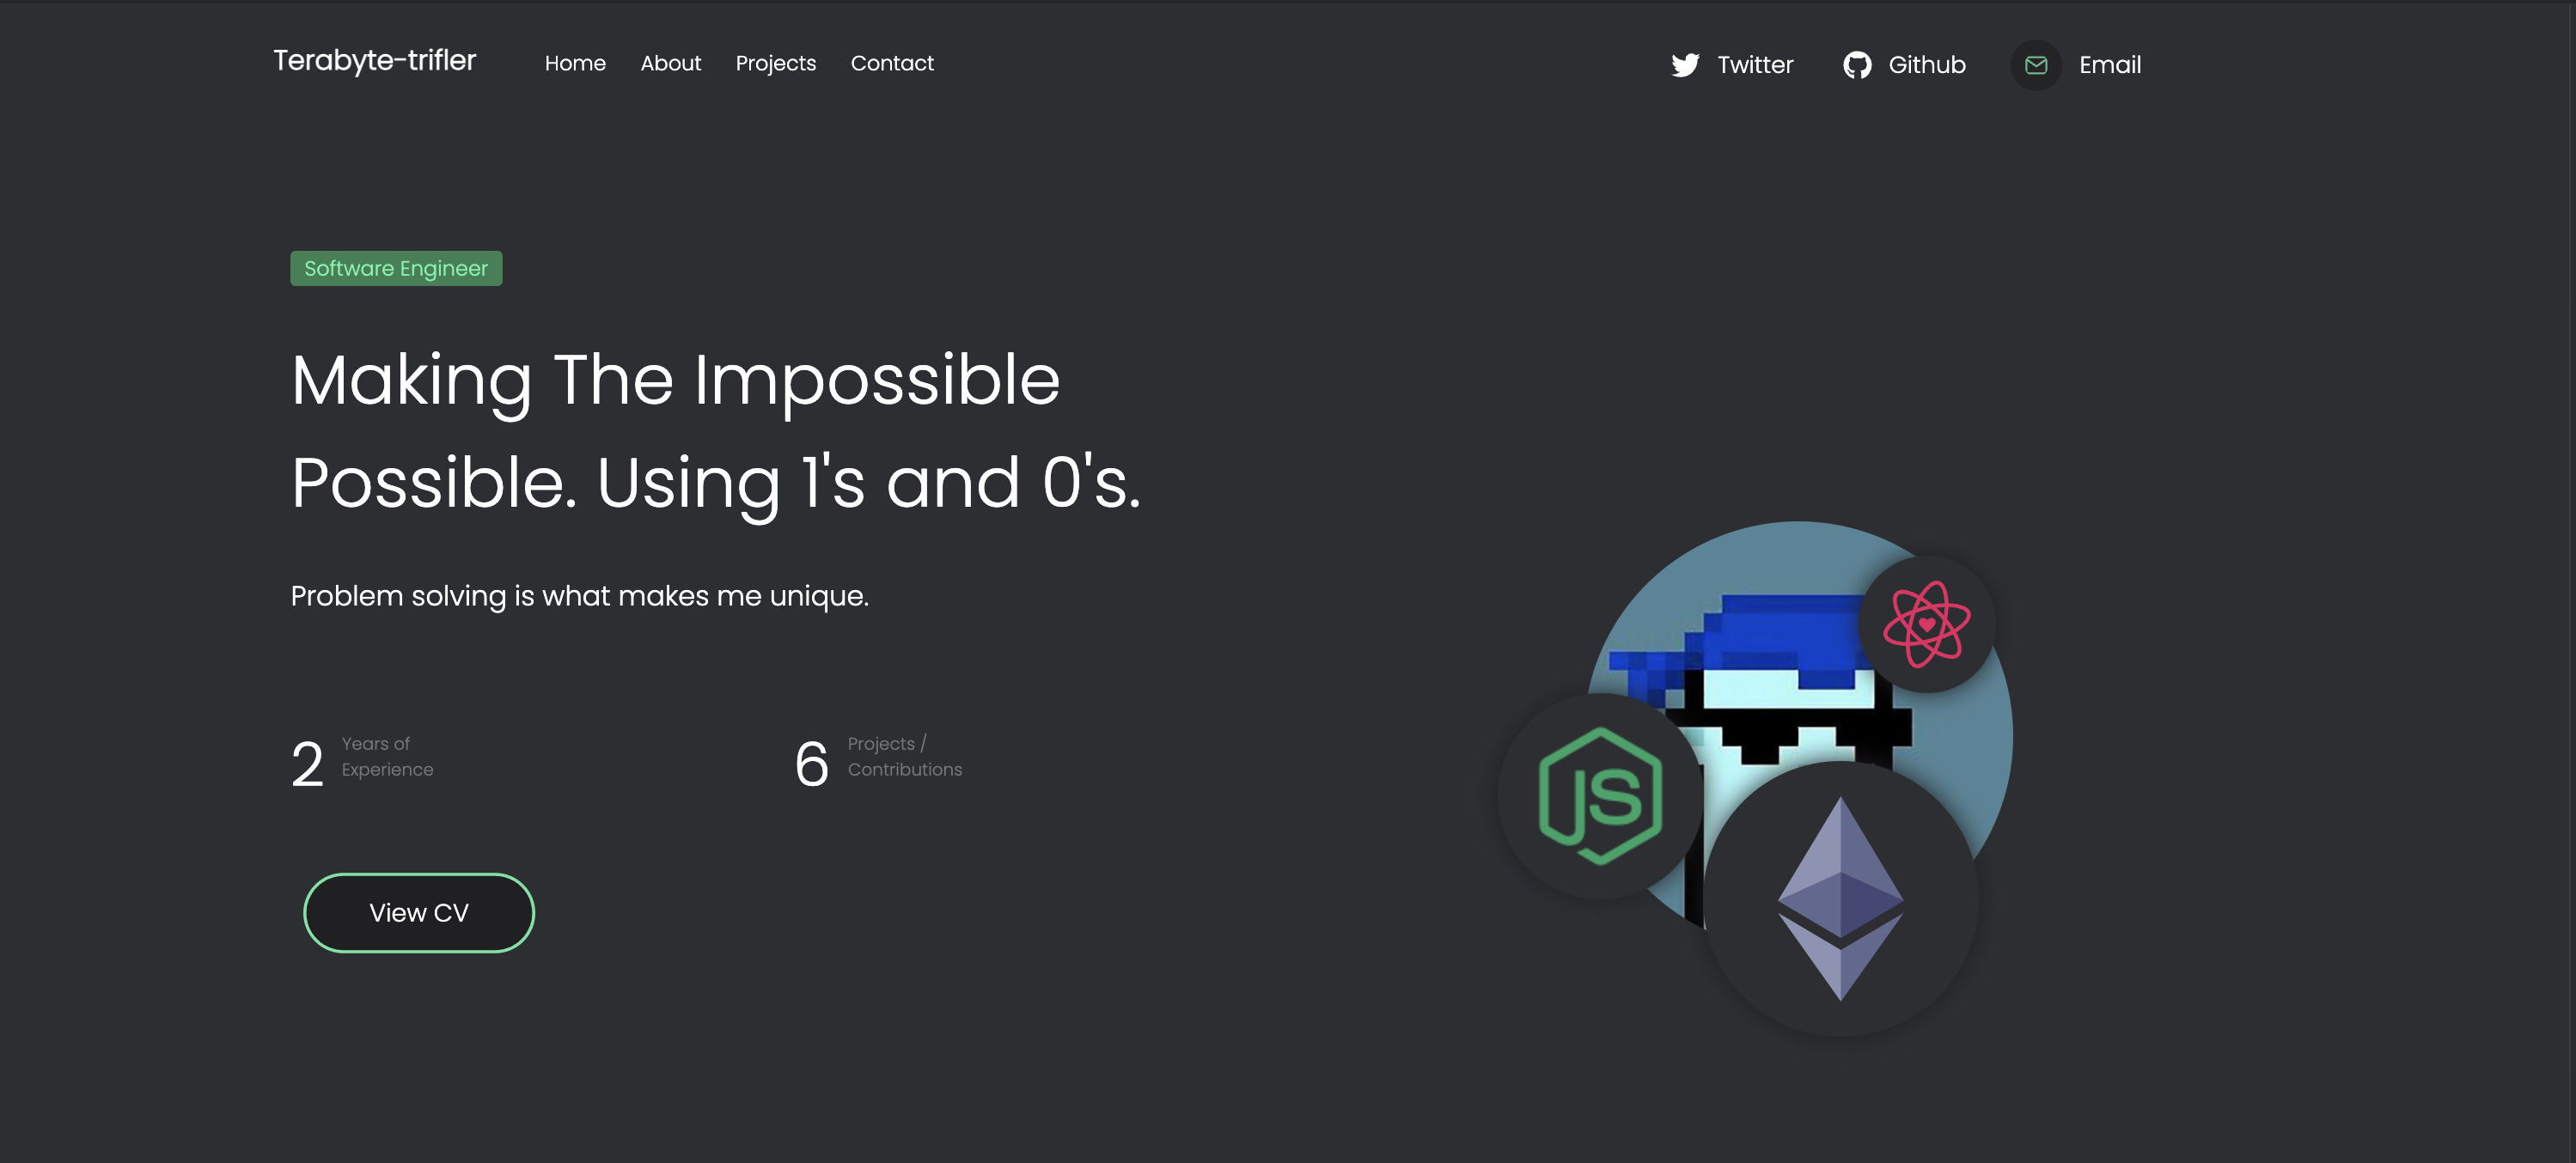 Terabyte-trifler
Home About Projects Contact
Twitter Github Email
Software Engineer
Making The Impossible
Possible. Using 1's and 0's.
Problem solving is what makes me unique.
2 Years of
Experience
6 Projects /
Contributions
JS
View CV